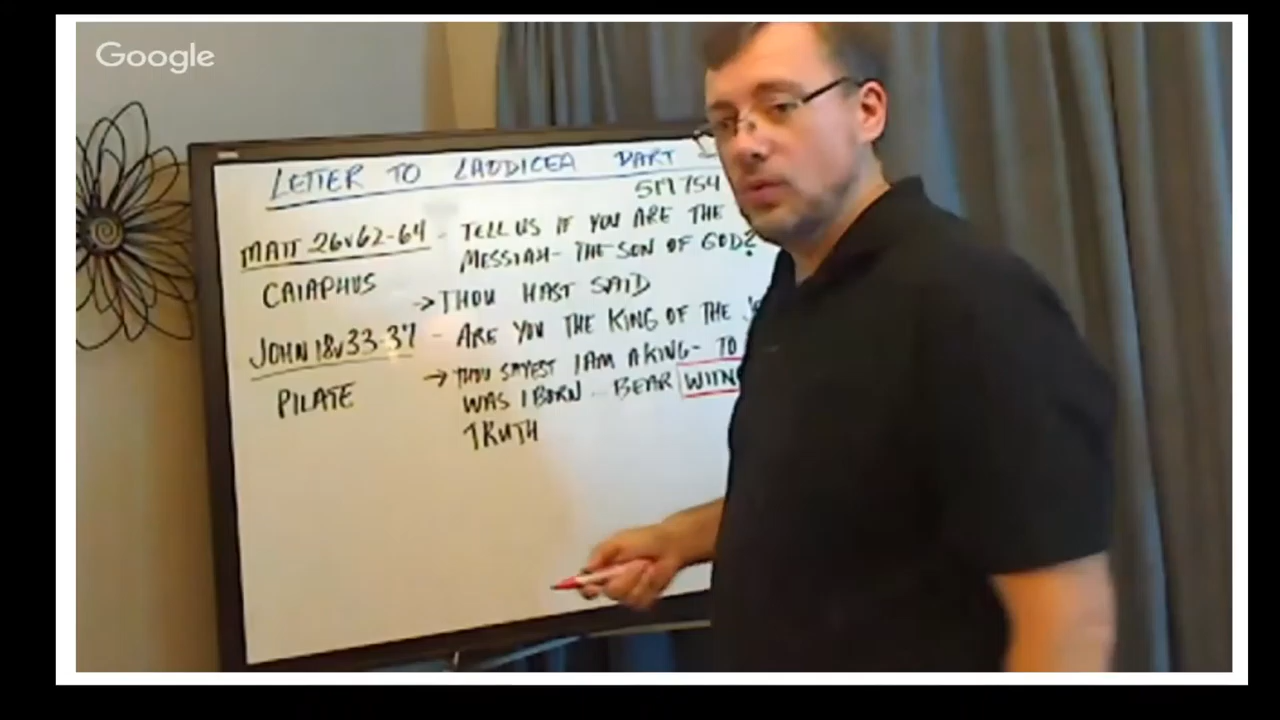 Google
LETTER TO LAODICEA PART
517754
MATT 26v62-64 - TELL US IF YOU ARE THE
MESSIAH- THE SON OF GOD?
CAIAPHUS
→ THOU HAST SAID
JOHN 18v33-37 - ARE YOU THE KING OF THE
→ THOU SAYEST I AM A KING- TO
PILATE
WAS I BORN .. BEAR WITN
TRUTH